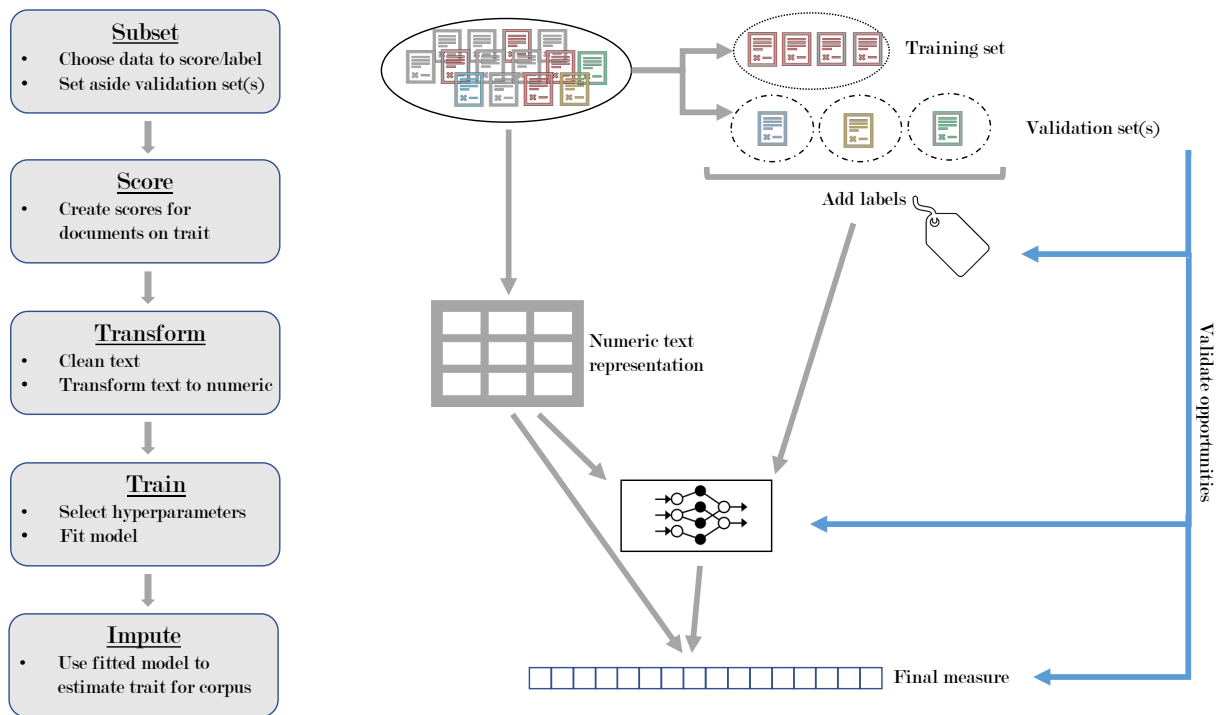 Subset
• Choose data to score/label
• Set aside validation set(s)
Score
• Create scores for
documents on trait
Transform
• Clean text
• Transform text to numeric
Train
• Select hyperparameters
• Fit model
Impute
• Use fitted model to
estimate trait for corpus
Training set
Validation set(s)
Add labels
Numeric text
representation
Validate opportunities
Final measure